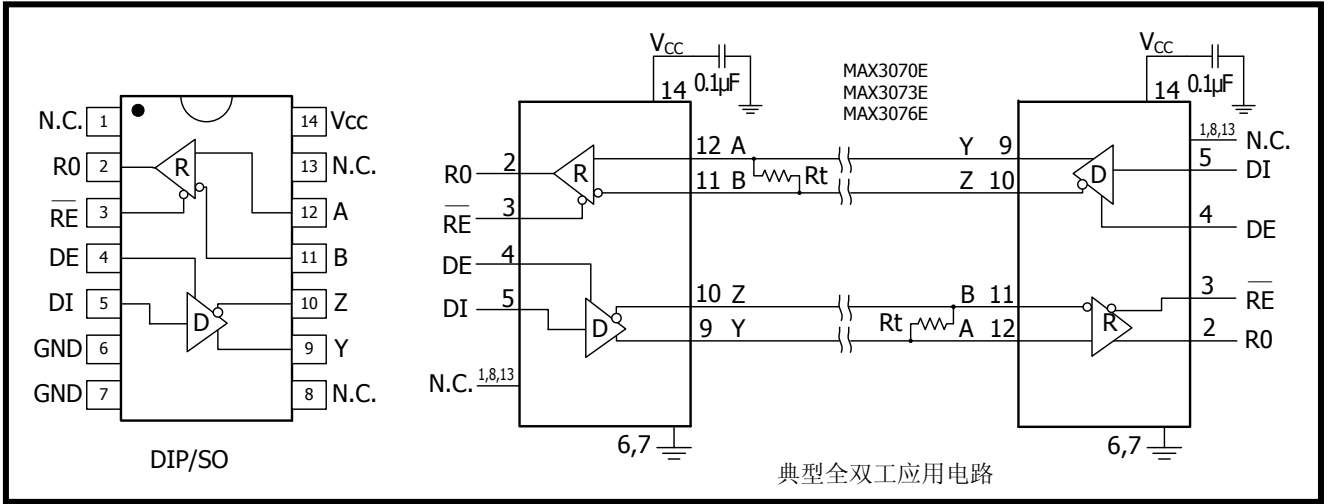 N.C. 1 14 Vcc
R0 2 R 13 N.C.
RE 3 12 A
DE 4 11 B
DI 5 D 10 Z
GND 6 9 Y
GND 7 8 N.C.
DIP/SO
VCC
14 0.1μF
MAX3070E
MAX3073E
MAX3076E
VCC
14 0.1μF
R0 2 R 12 A
11 B
Rt
RE 3
DE 4
DI 5 D
10 Z
9 Y
N.C. 1,8,13
6,7
Y 9
Z 10
D
1,8,13 N.C.
5 DI
4 DE
B 11
A 12
Rt
R
3 RE
2 R0
6,7
典型全双工应用电路